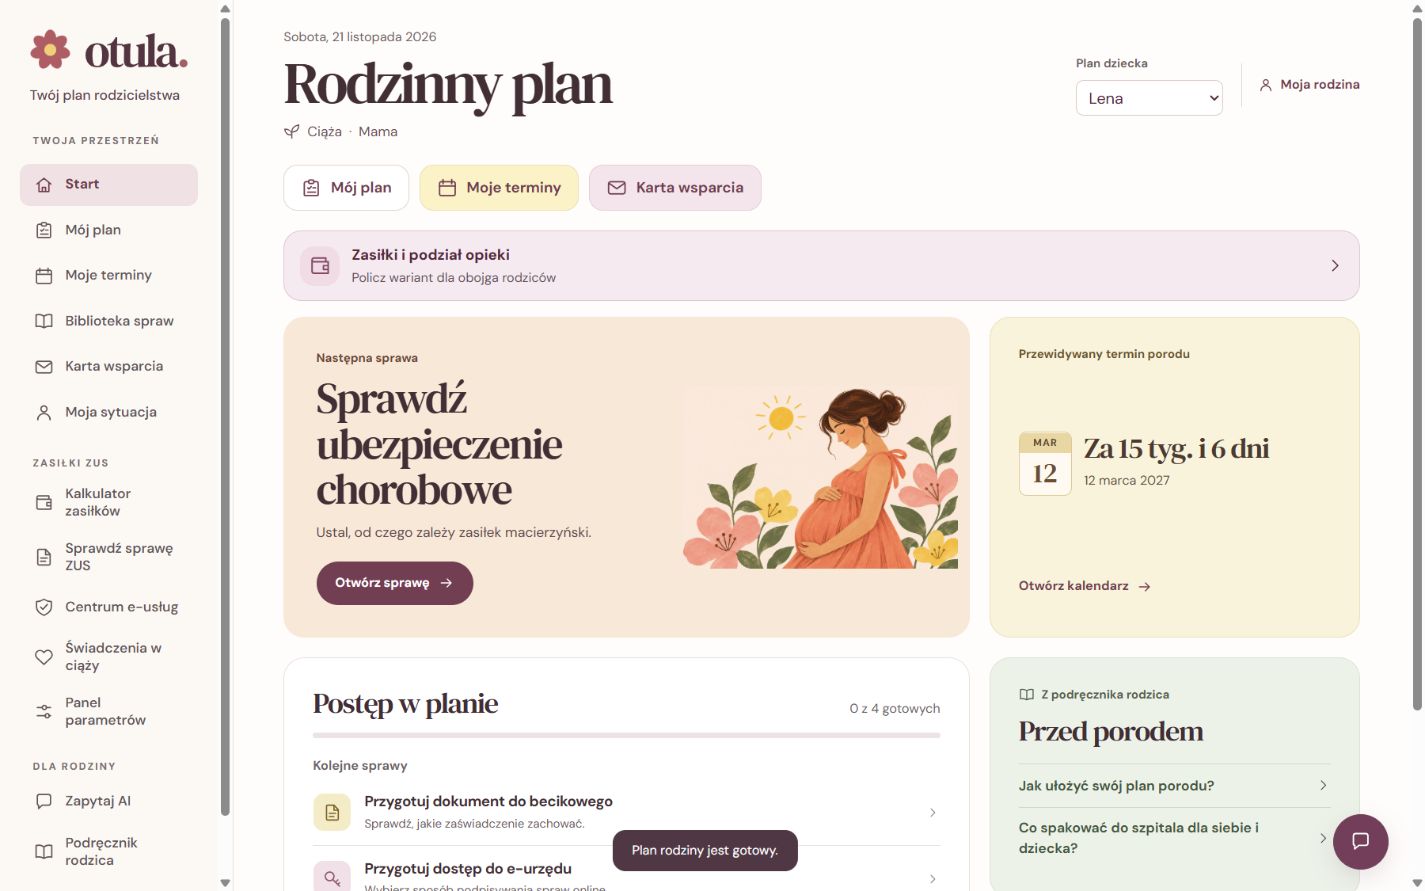 otula.
Twój plan rodzicielstwa
TWOJA PRZESTRZEŃ
Start
Mój plan
Moje terminy
Biblioteka spraw
Karta wsparcia
Moja sytuacja
ZASIŁKI ZUS
Kalkulator
zasiłków
Sprawdź sprawę
ZUS
Centrum e-usług
Świadczenia w
ciąży
Panel
parametrów
DLA RODZINY
Zapytaj AI
Podręcznik
rodzica
Sobota, 21 listopada 2026
Rodzinny plan
Ciąża · Mama
Plan dziecka
Lena
Moja rodzina
Mój plan
Moje terminy
Karta wsparcia
Zasiłki i podział opieki
Policz wariant dla obojga rodziców
Następna sprawa
Sprawdź
ubezpieczenie
chorobowe
Ustal, od czego zależy zasiłek macierzyński.
Otwórz sprawę
Przewidywany termin porodu
MAR
12
Za 15 tyg. i 6 dni
12 marca 2027
Otwórz kalendarz
Postęp w planie
0 z 4 gotowych
Kolejne sprawy
Przygotuj dokument do becikowego
Sprawdź, jakie zaświadczenie zachować.
Przygotuj dostęp do e-urzędu
Wybierz sposób podpisywania spraw online.
Z podręcznika rodzica
Przed porodem
Jak ułożyć swój plan porodu?
Co spakować do szpitala dla siebie i
dziecka?
Plan rodziny jest gotowy.